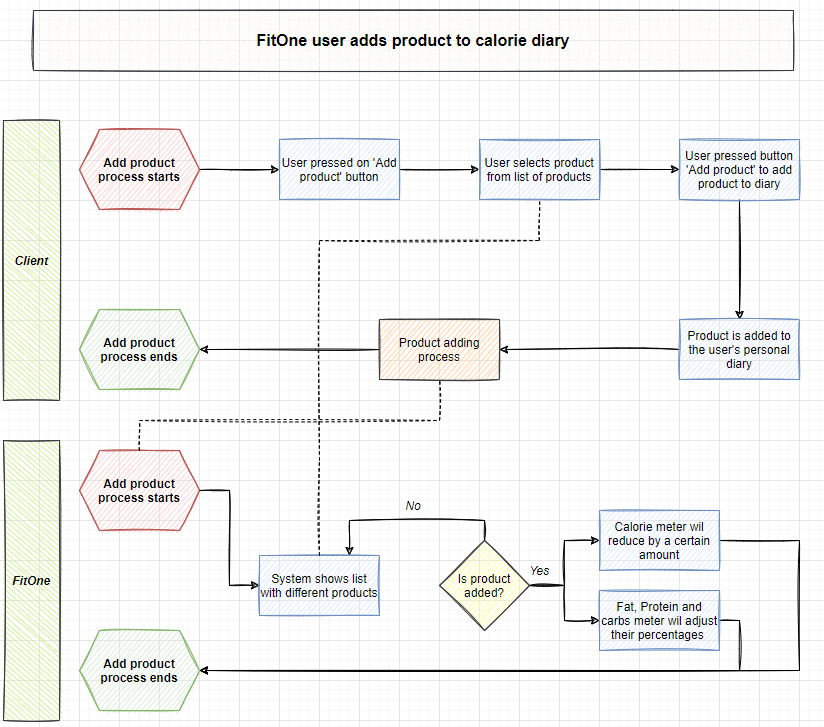 FitOne user adds product to calorie diary
Client
Add product
process starts
User pressed on 'Add
product' button
User selects product
from list of products
User pressed button
'Add product' to add
product to diary
Add product
process ends
Product adding
process
Product is added to
the user's personal
diary
FitOne
Add product
process starts
No
System shows list
with different products
Is product
added?
Yes
Calorie meter wil
reduce by a certain
amount
Fat, Protein and
carbs meter wil adjust
their percentages
Add product
process ends